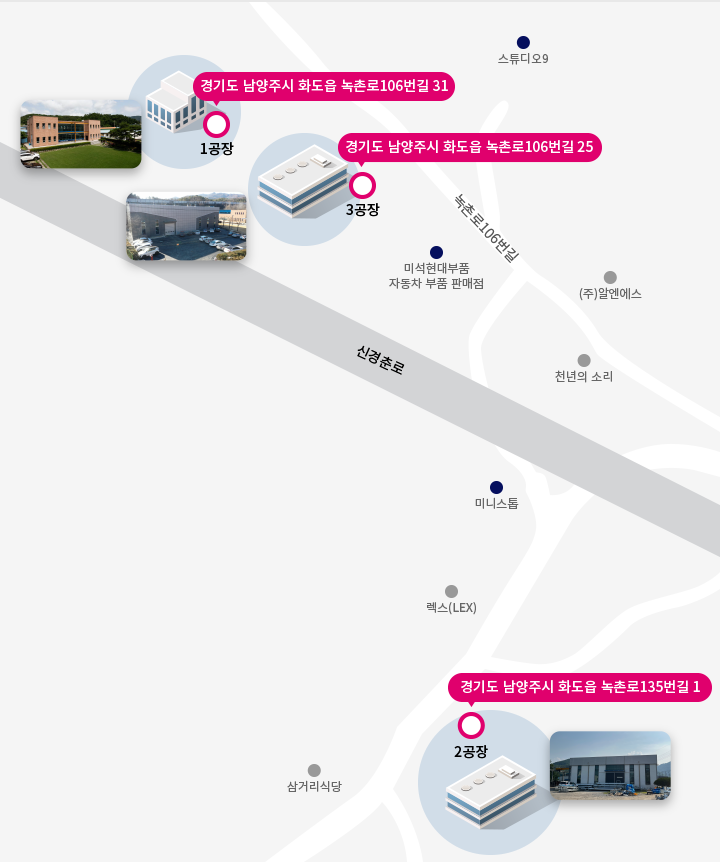 스튜디오9
경기도 남양주시 화도읍 녹촌로106번길 31
1공장
경기도 남양주시 화도읍 녹촌로106번길 25
3공장
녹촌로106번길
미석현대부품
자동차 부품 판매점
(주)알엔에스
신경춘로
천년의 소리
미니스톱
렉스(LEX)
경기도 남양주시 화도읍 녹촌로135번길 1
2공장
삼거리식당